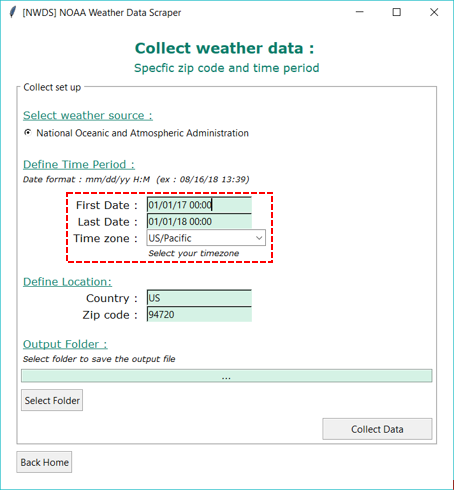 [NWDS] NOAA Weather Data Scraper
Collect weather data :
Specfic zip code and time period
Collect set up
Select weather source :
National Oceanic and Atmospheric Administration
Define Time Period :
Date format : mm/dd/yy H:M (ex : 08/16/18 13:39)
First Date : 01/01/17 00:00
Last Date : 01/01/18 00:00
Time zone : US/Pacific
Select your timezone
Define Location:
Country : US
Zip code : 94720
Output Folder :
Select folder to save the output file
...
Select Folder
Collect Data
Back Home